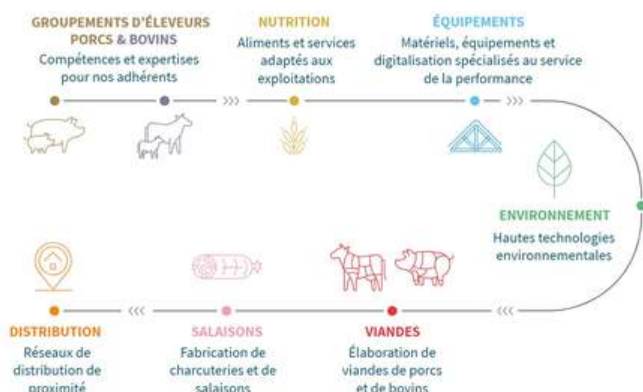 GROUPEMENTS D'ÉLEVEURS
PORCS & BOVINS
Compétences et expertises
pour nos adhérents
NUTRITION
Aliments et services
adaptés aux
exploitations
ÉQUIPEMENTS
Matériels, équipements et
digitalisation spécialisés au service
de la performance
ENVIRONNEMENT
Hautes technologies
environnementales
DISTRIBUTION
Réseaux de
distribution de
proximité
SALAISONS
Fabrication de
charcuteries et de
salaisons
VIANDES
Élaboration de
viandes de porcs
et de bovins